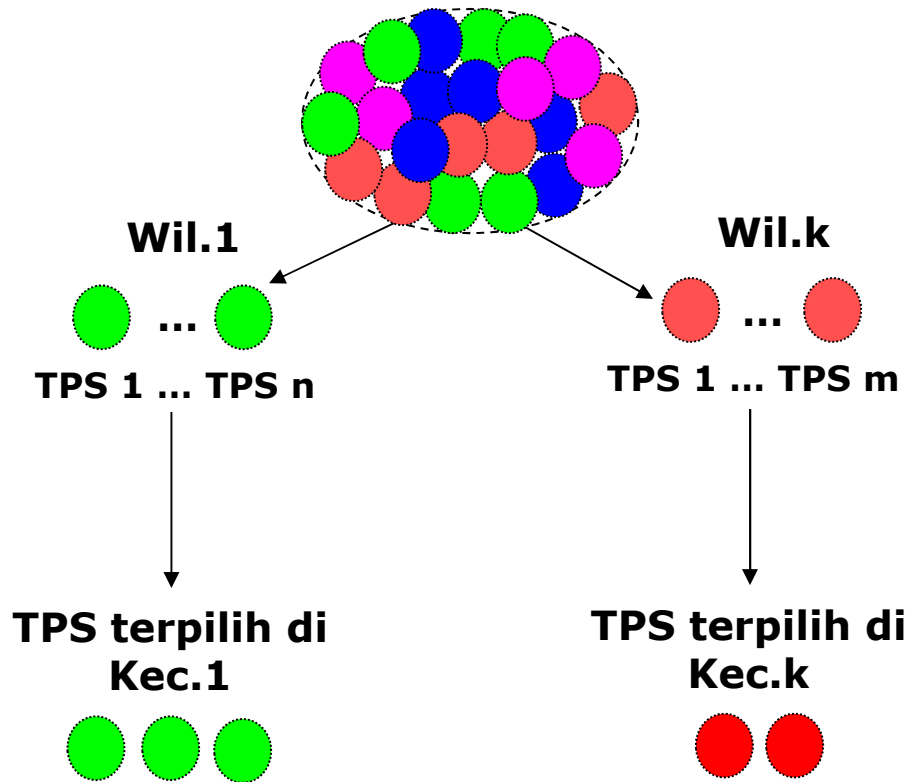 Wil.1
Wil.k
...
...
TPS 1 ... TPS n
TPS 1 ... TPS m
TPS terpilih di
Kec.1
TPS terpilih di
Kec.k